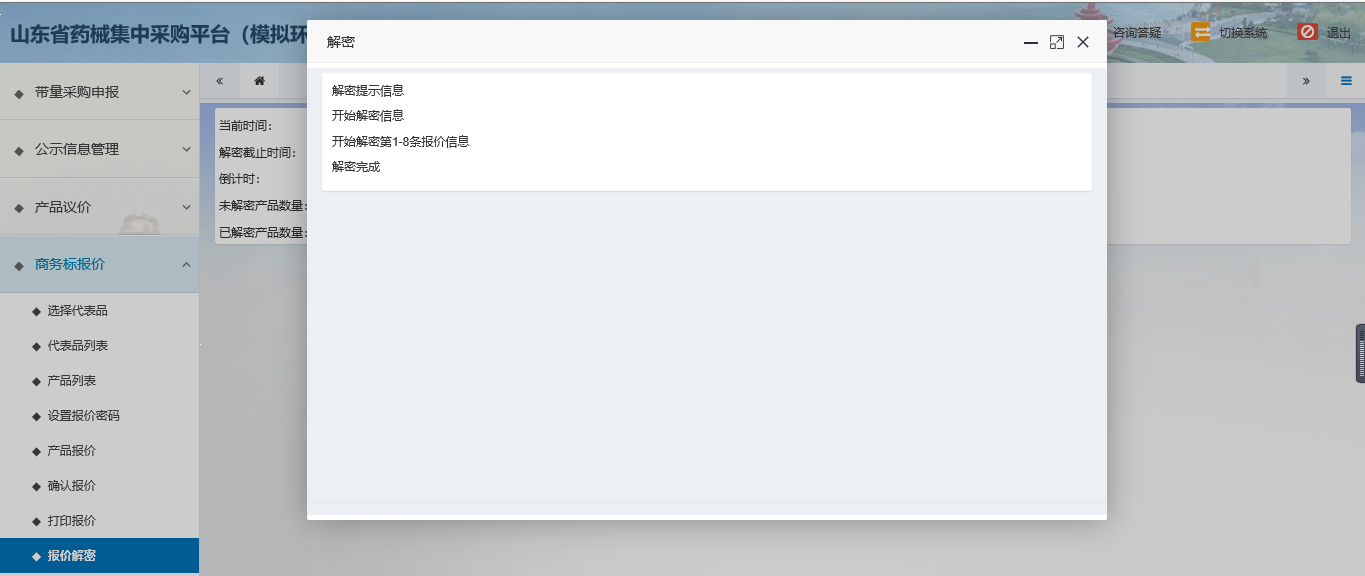 山东省药械集中采购平台（模拟环
咨询答疑
切换系统
退出
解密
带量采购申报
公示信息管理
产品议价
商务标报价
选择代表品
代表品列表
产品列表
设置报价密码
产品报价
确认报价
打印报价
报价解密
当前时间：
解密截止时间：
倒计时：
未解密产品数量：
已解密产品数量：
解密提示信息
开始解密信息
开始解密第1-8条报价信息
解密完成